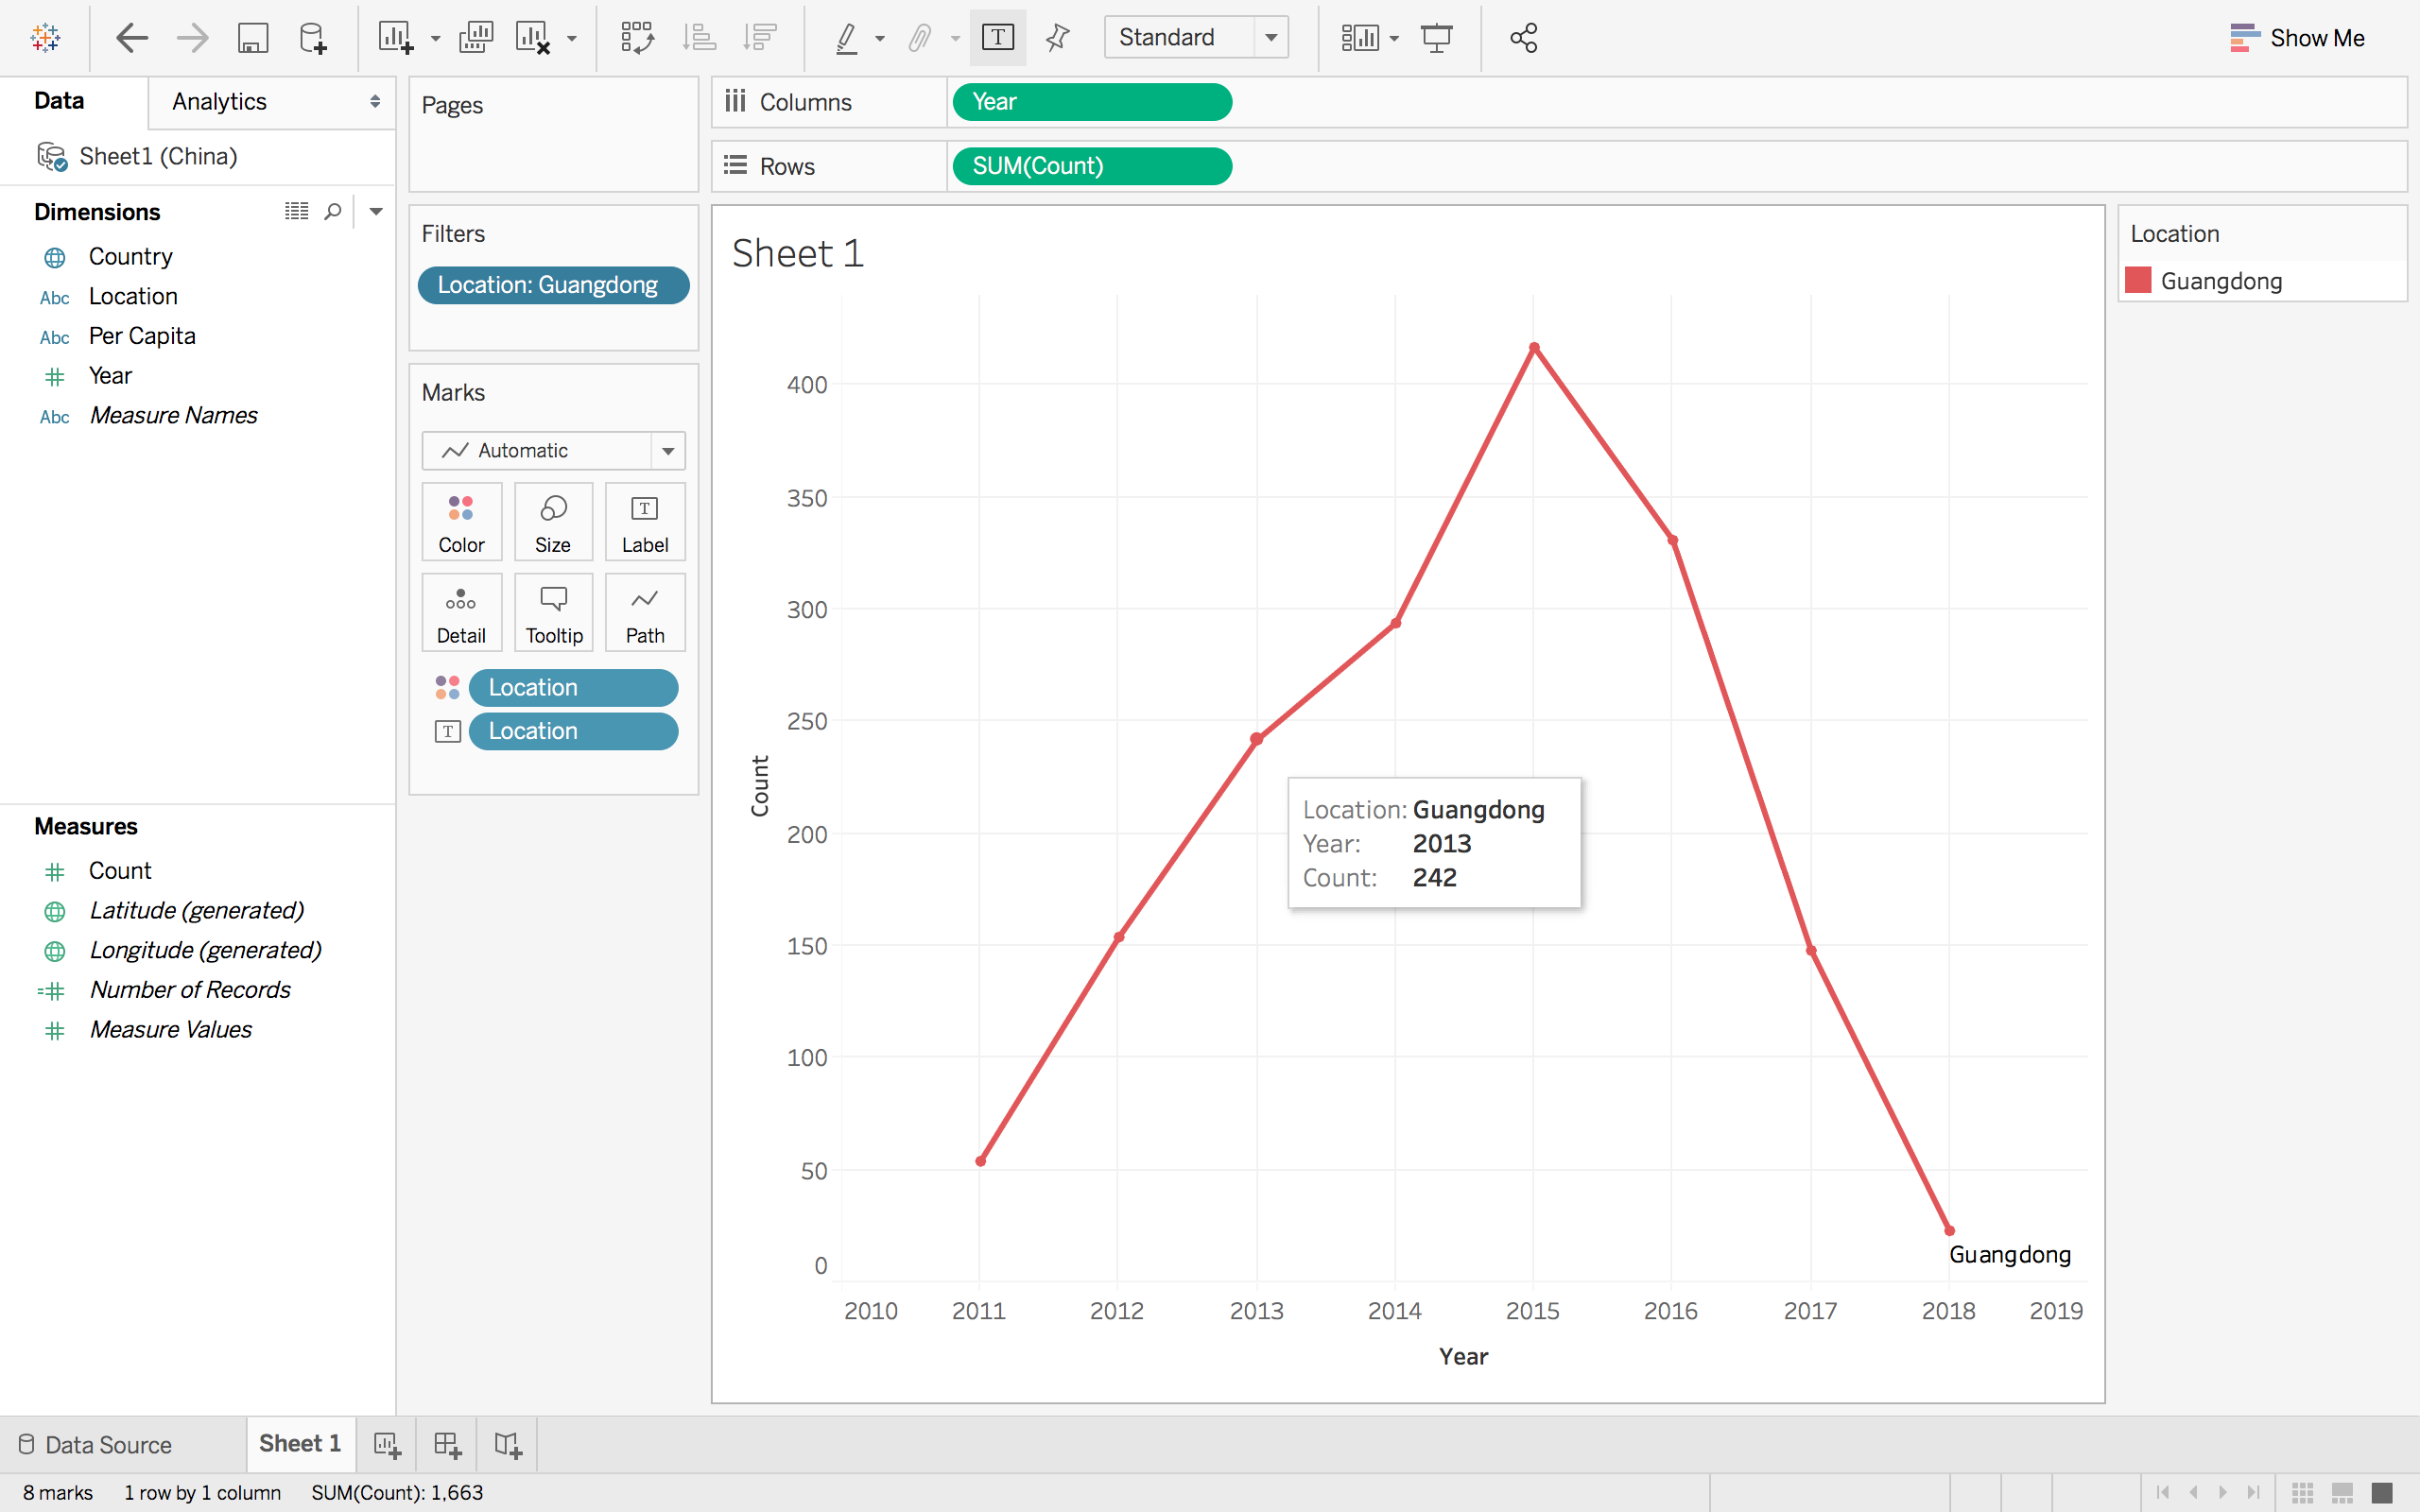 Standard
Show Me
Data
Analytics
Sheet1 (China)
Dimensions
Country
Abc Location
Abc Per Capita
Year
Abc Measure Names
Measures
Count
Latitude (generated)
Longitude (generated)
=# Number of Records
Measure Values
Pages
Filters
Location: Guangdong
Marks
Automatic
Color
Size
T
Label
Detail
Tooltip
Path
Location
T Location
Columns
Year
Rows
SUM(Count)
Sheet 1
400
350
300
250
200
150
100
50
0
Count
Location: Guangdong
Year: 2013
Count: 242
Guangdong
2010 2011 2012 2013 2014 2015 2016 2017 2018 2019
Year
Location
Guangdong
Data Source
Sheet 1
8 marks 1 row by 1 column SUM(Count): 1,663